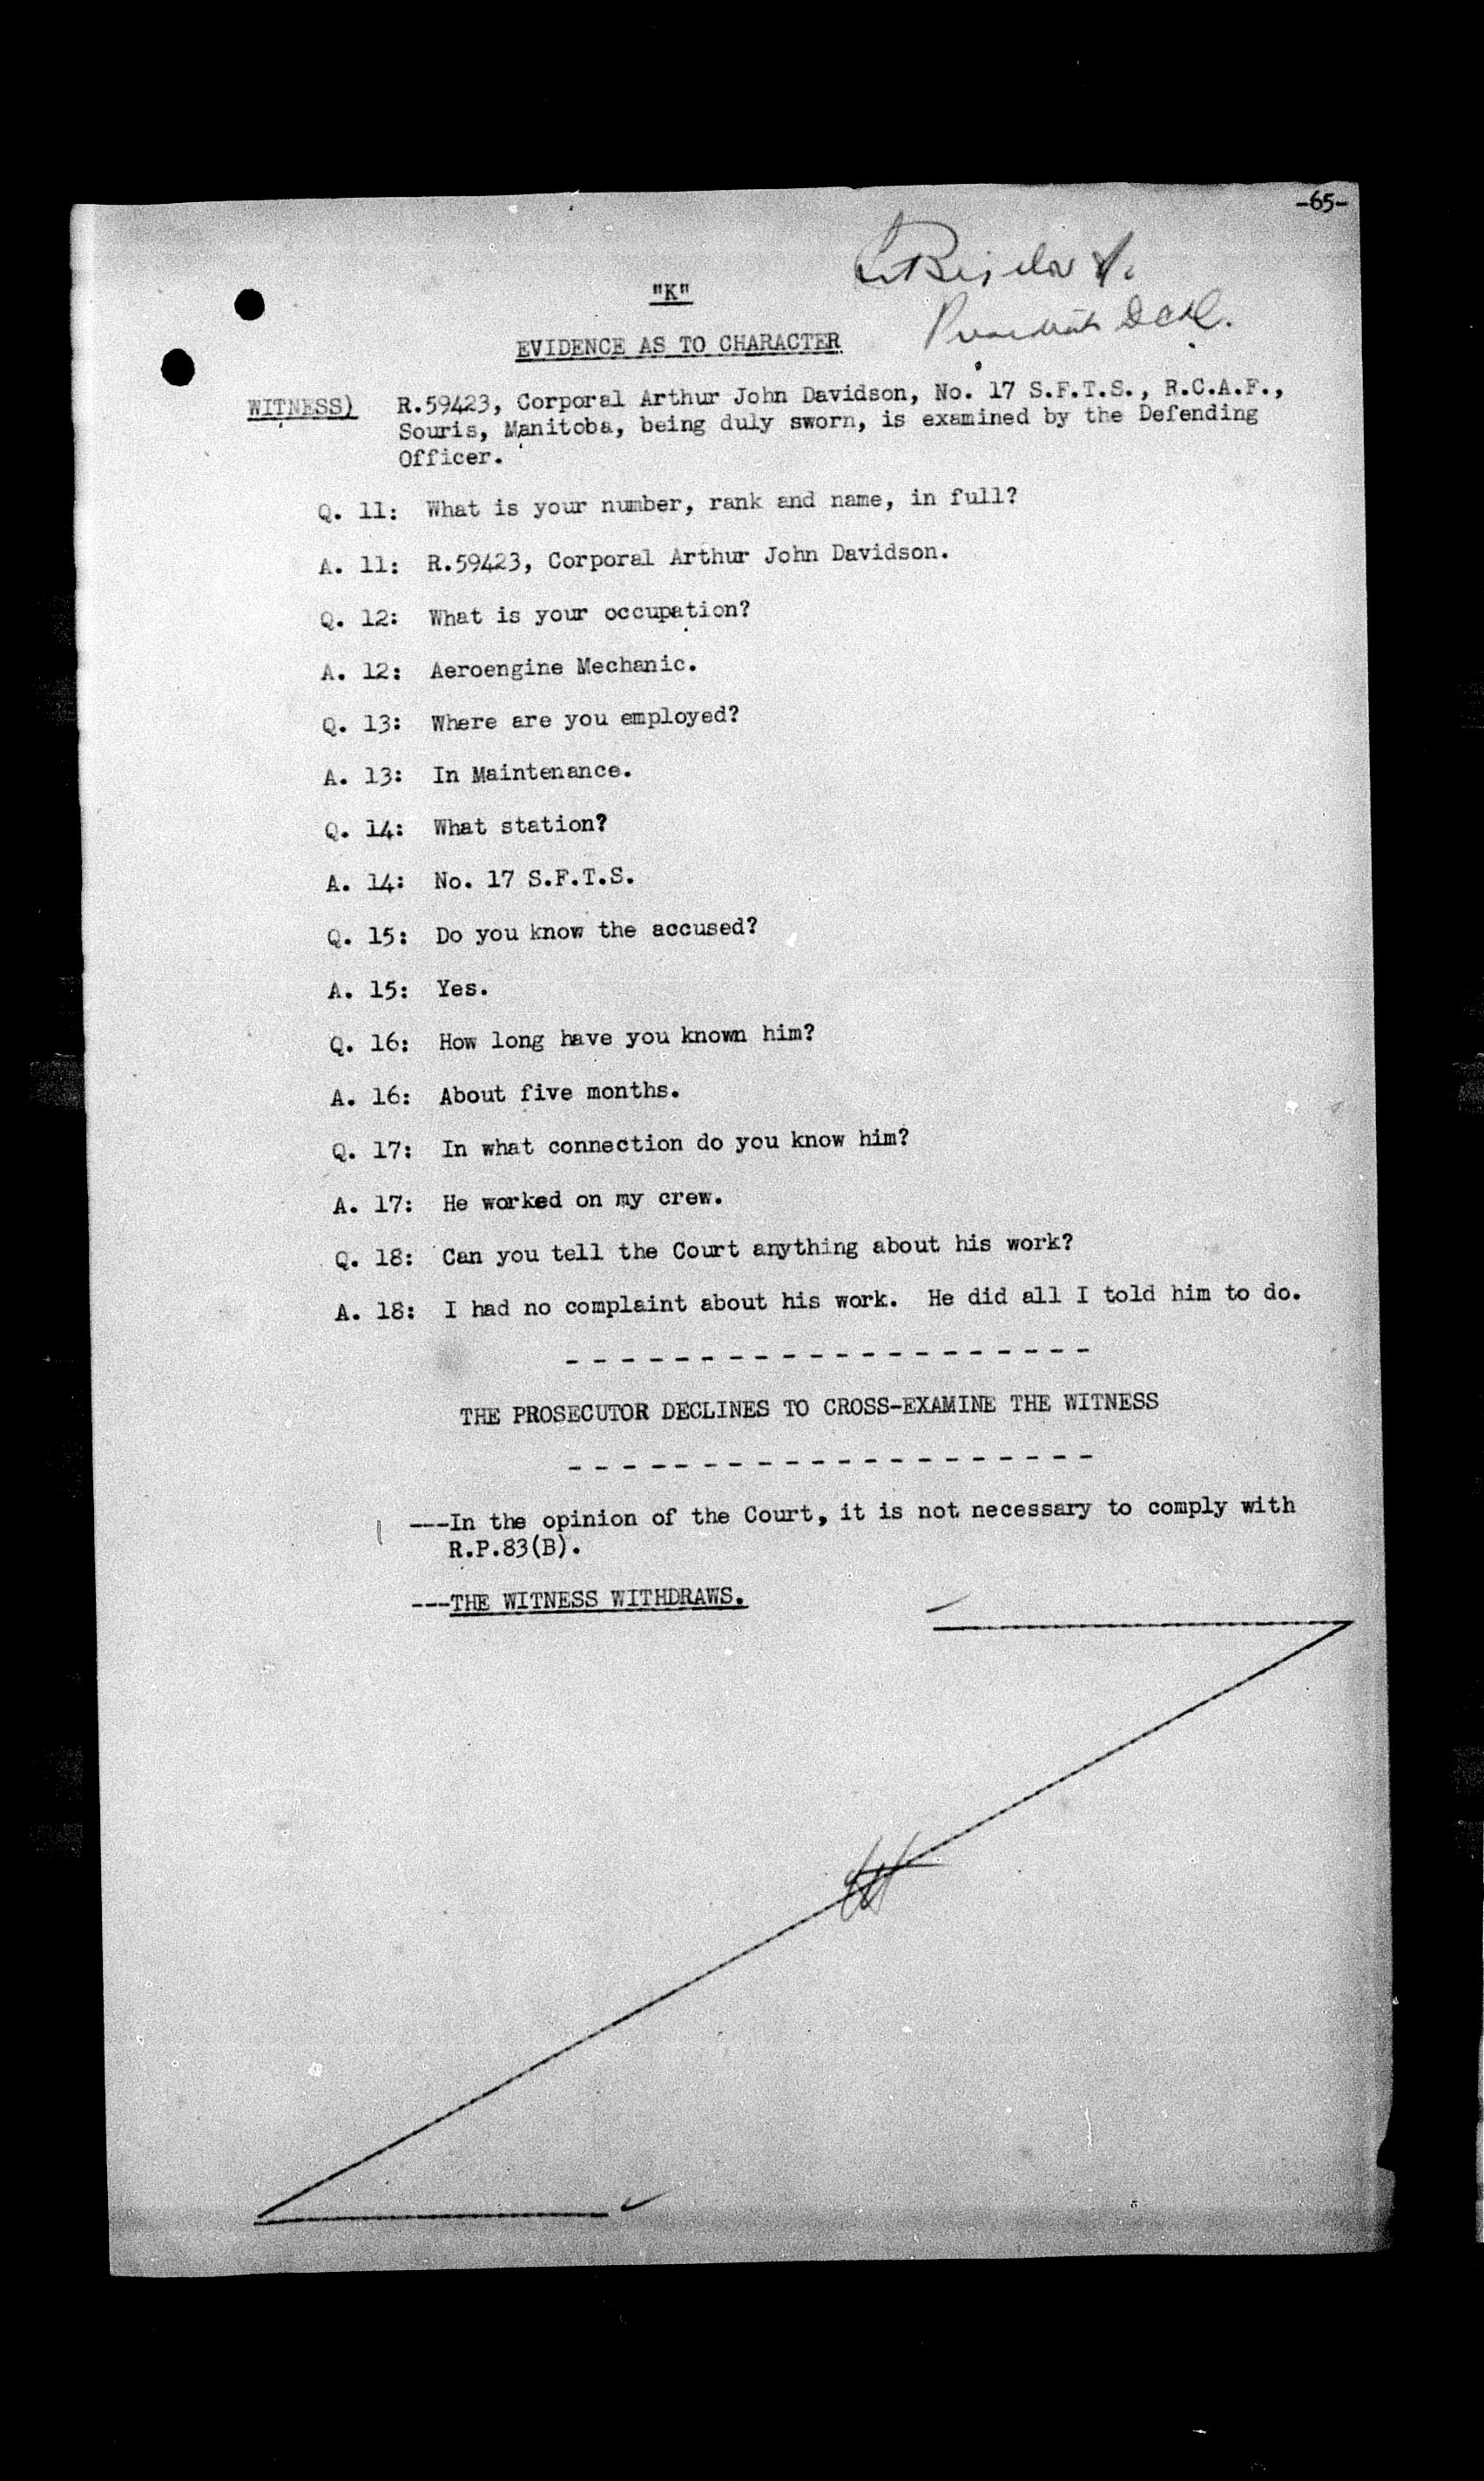 -65-
"K"
EVIDENCE AS TO CHARACTER
WITNESS) R.59423, Corporal Arthur John Davidson, No. 17 S.F.T.S., R.C.A.F.,
Souris, Manitoba, being duly sworn, is examined by the Defending
Officer.
Q. 11: What is your number, rank and name, in full?
A. 11: R.59423, Corporal Arthur John Davidson.
Q. 12: What is your occupation?
A. 12: Aeroengine Mechanic.
Q. 13: Where are you employed?
A. 13: In Maintenance.
Q. 14: What station?
A. 14: No. 17 S.F.T.S.
Q. 15: Do you know the accused?
A. 15: Yes.
Q. 16: How long have you known him?
A. 16: About five months.
Q. 17: In what connection do you know him?
A. 17: He worked on my crew.
Q. 18: Can you tell the Court anything about his work?
A. 18: I had no complaint about his work. He did all I told him to do.
- - - - - - - - - - - - - - - - - - - -
THE PROSECUTOR DECLINES TO CROSS-EXAMINE THE WITNESS
- - - - - - - - - - - - - - - - - - - -
---In the opinion of the Court, it is not necessary to comply with
R.P.83(B).
---THE WITNESS WITHDRAWS.